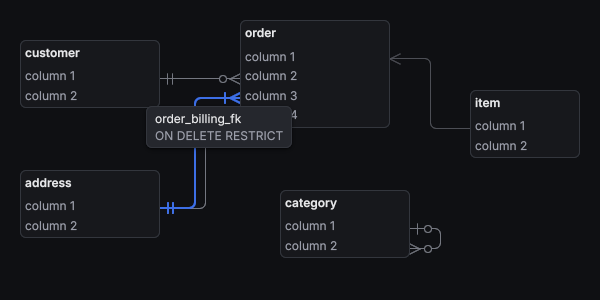 customer
column 1
column 2
order
column 1
column 2
column 3
4
order_billing_fk
ON DELETE RESTRICT
item
column 1
column 2
address
column 1
column 2
category
column 1
column 2